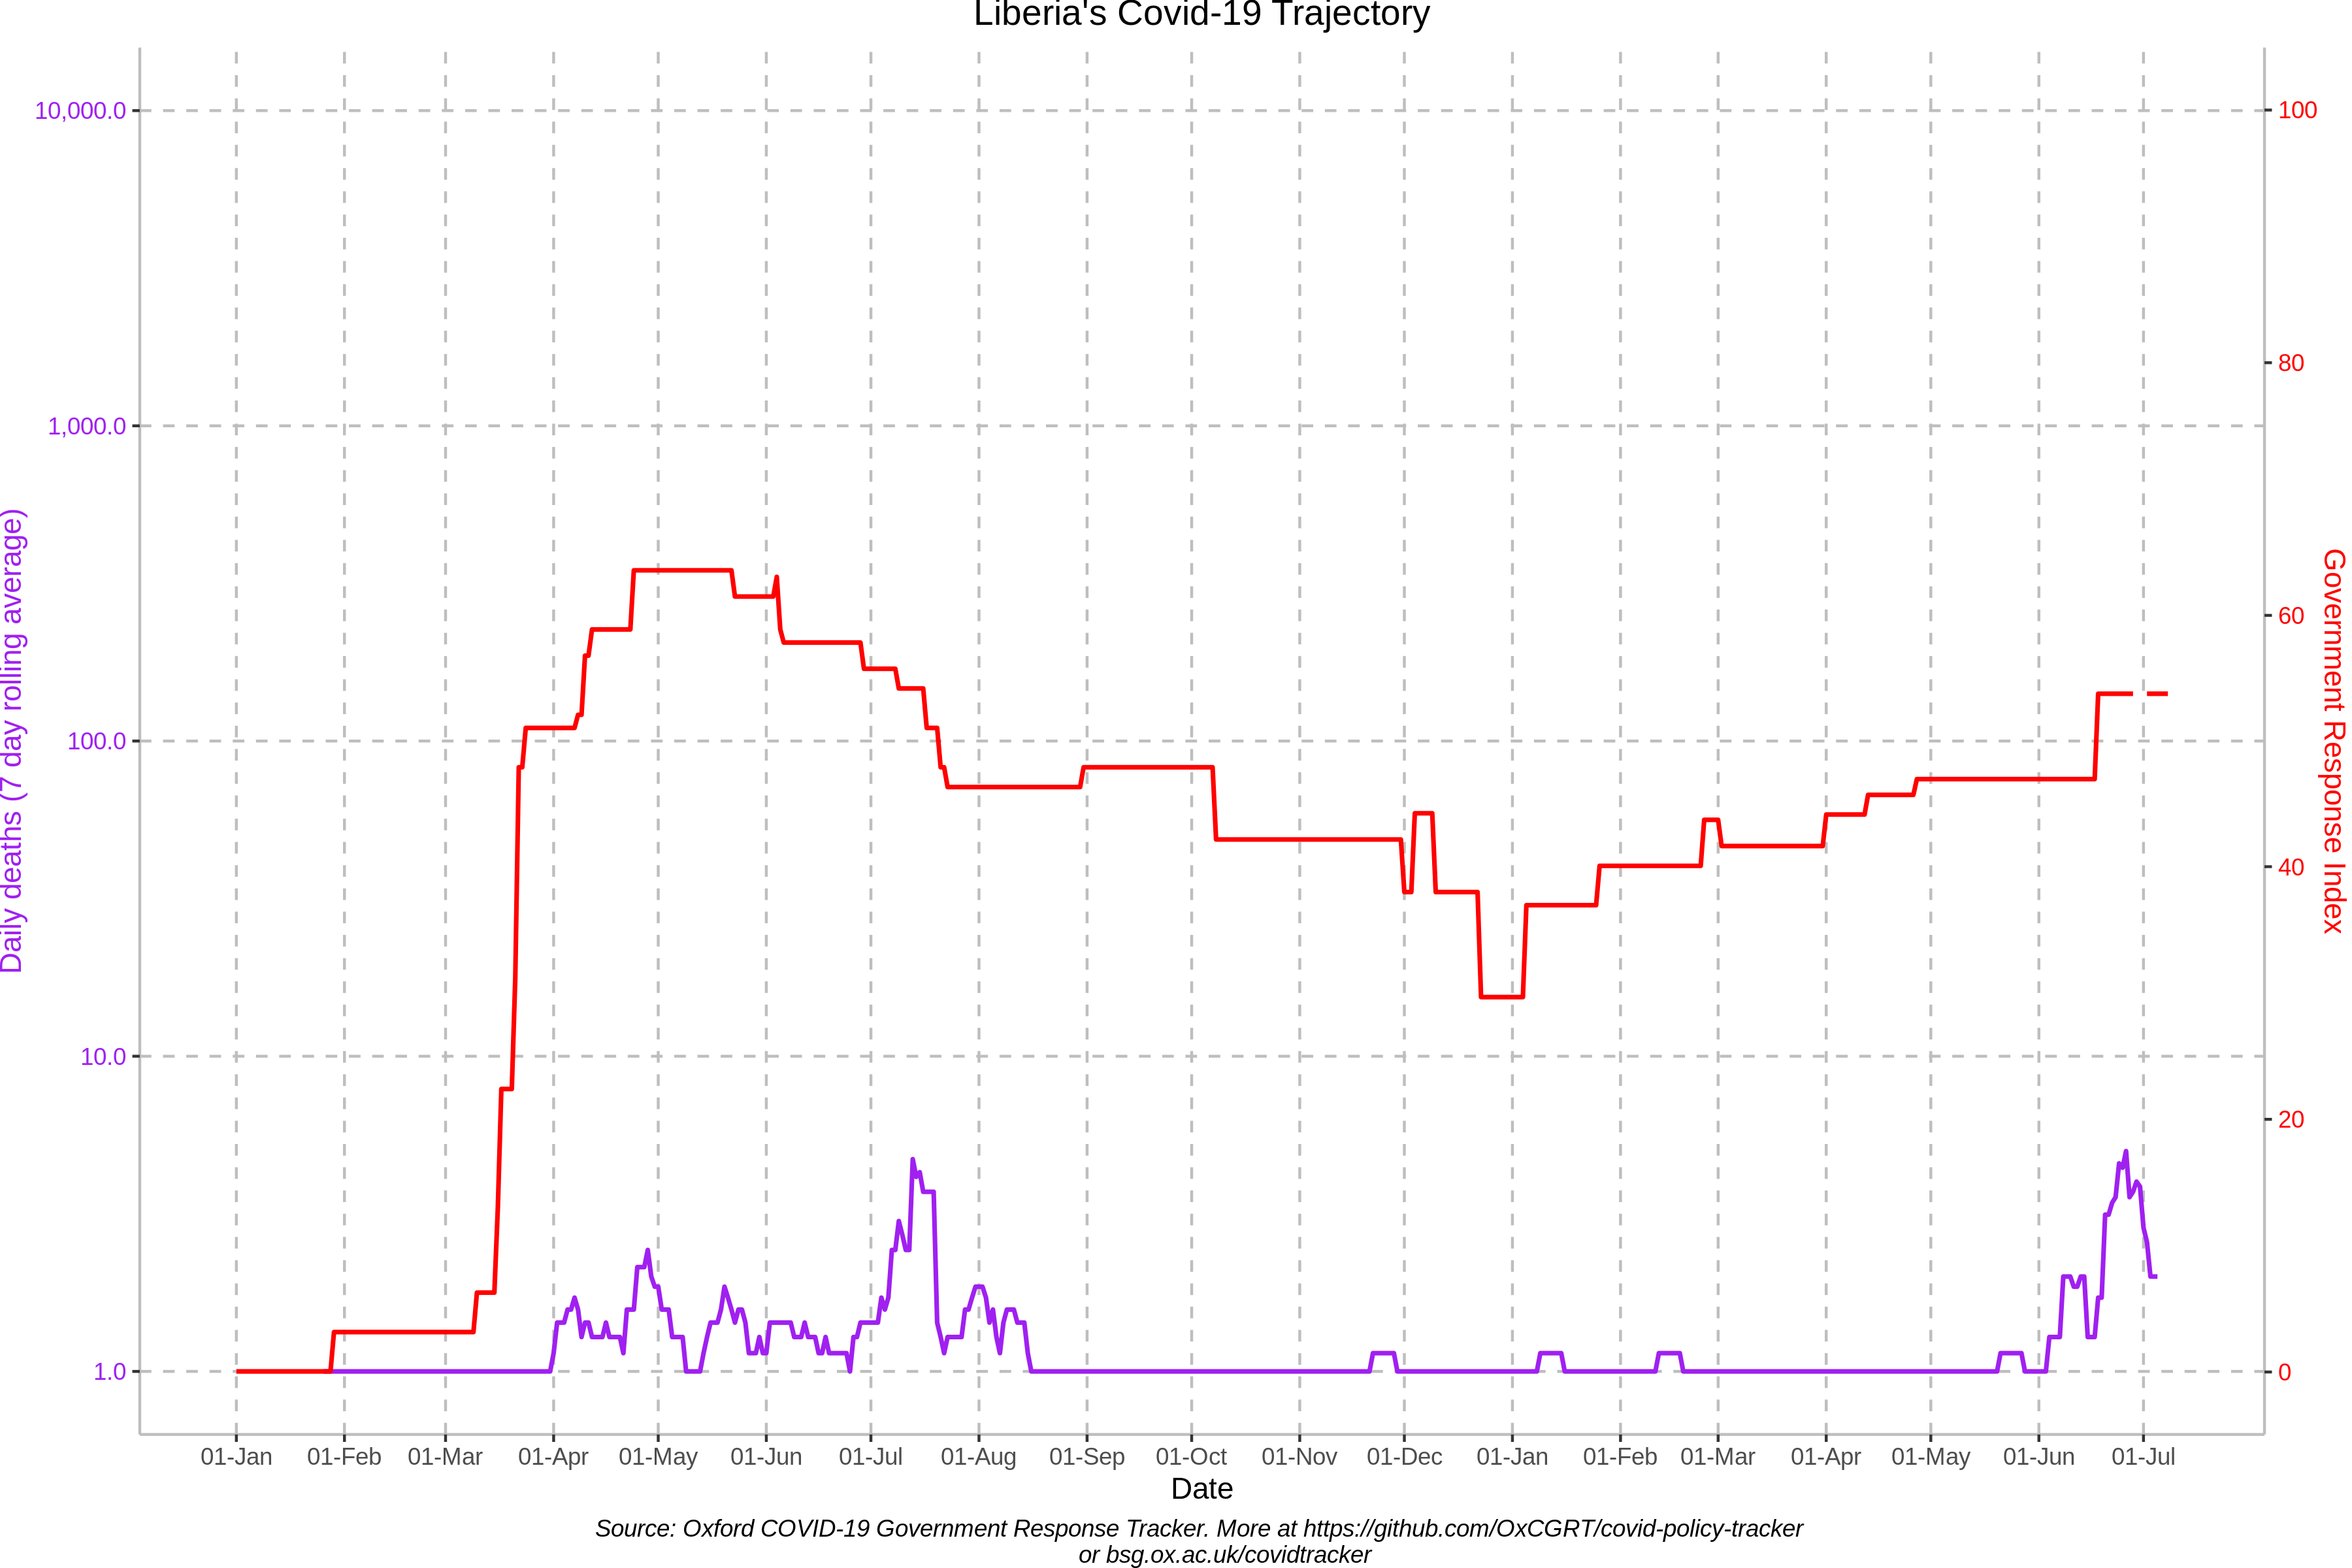 Liberia's Covid-19 Trajectory
10,000.0
1,000.0
100.0
10.0
1.0
Daily deaths (7 day rolling average)
100
80
60
40
20
0
Government Response Index
01-Jan 01-Feb 01-Mar 01-Apr 01-May 01-Jun 01-Jul 01-Aug 01-Sep 01-Oct 01-Nov 01-Dec 01-Jan 01-Feb 01-Mar 01-Apr 01-May 01-Jun 01-Jul
Date
Source: Oxford COVID-19 Government Response Tracker. More at https://github.com/OxCGRT/covid-policy-tracker
or bsg.ox.ac.uk/covidtracker